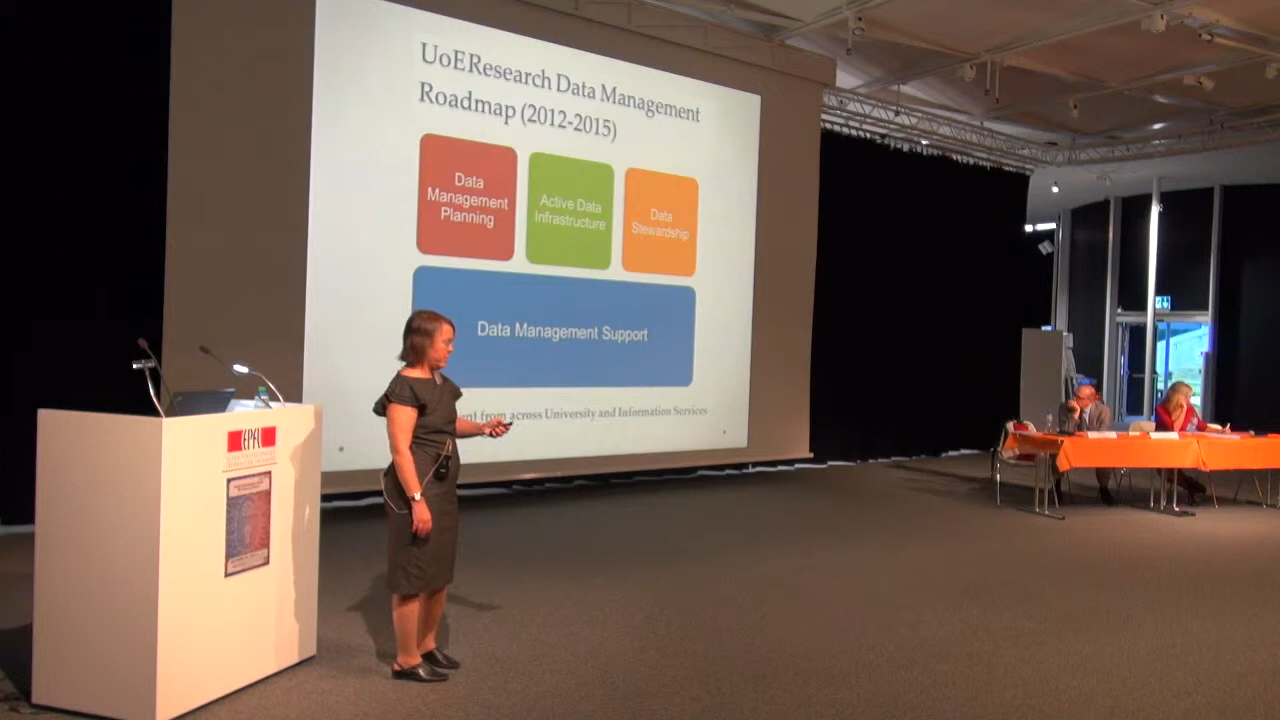 UoEResearch Data Management
Roadmap (2012-2015)
Data
Management
Planning
Active Data
Infrastructure
Data
Stewardship
Data Management Support
from across University and Information Services
EPFL